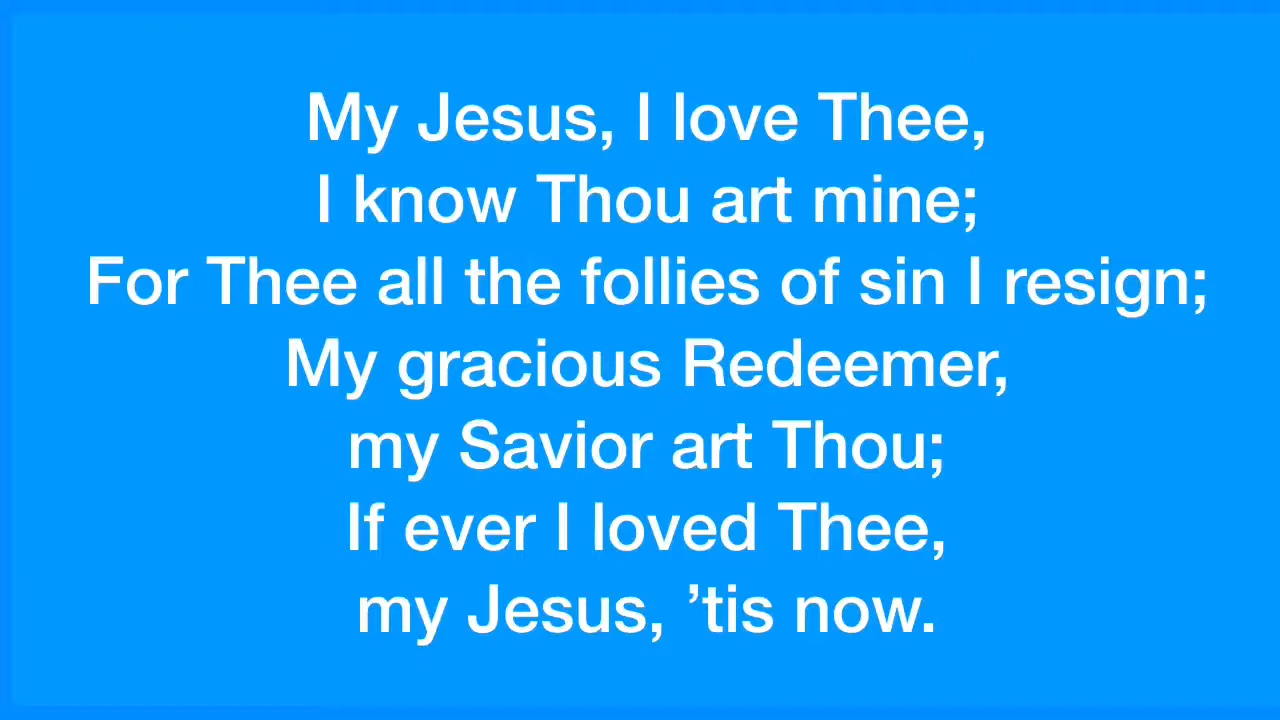 My Jesus, I love Thee,
I know Thou art mine;
For Thee all the follies of sin I resign;
My gracious Redeemer,
my Savior art Thou;
If ever I loved Thee,
my Jesus, ’tis now.